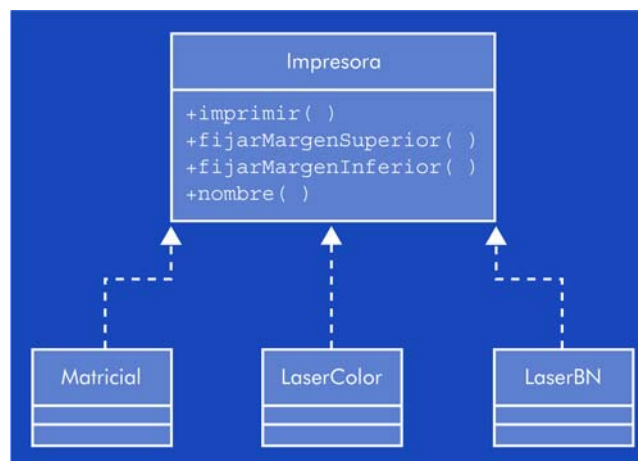 Impresora
+imprimir( )
+fijarMargenSuperior( )
+fijarMargenInferior( )
+nombre( )
Matricial
LaserColor
LaserBN